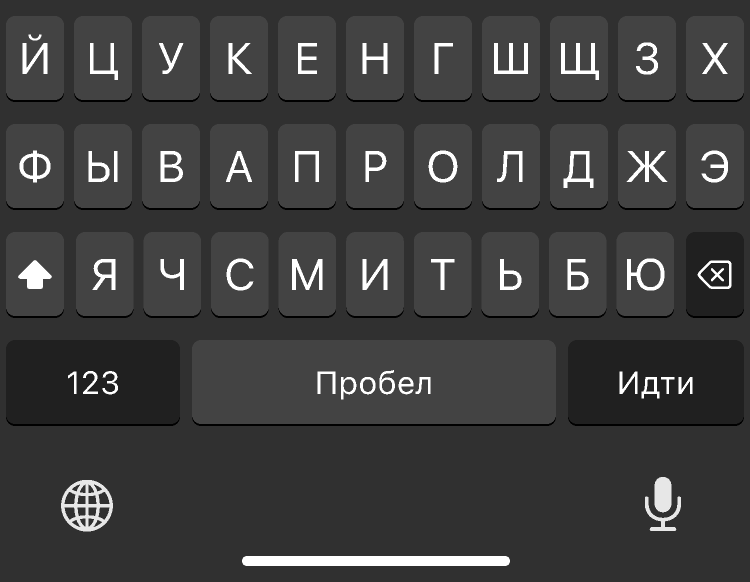 Й Ц У К Е Н Г Ш Щ З Х
Ф Ы В А П Р О Л Д Ж Э
Я Ч С М И Т Ь Б Ю
123 Пробел Идти